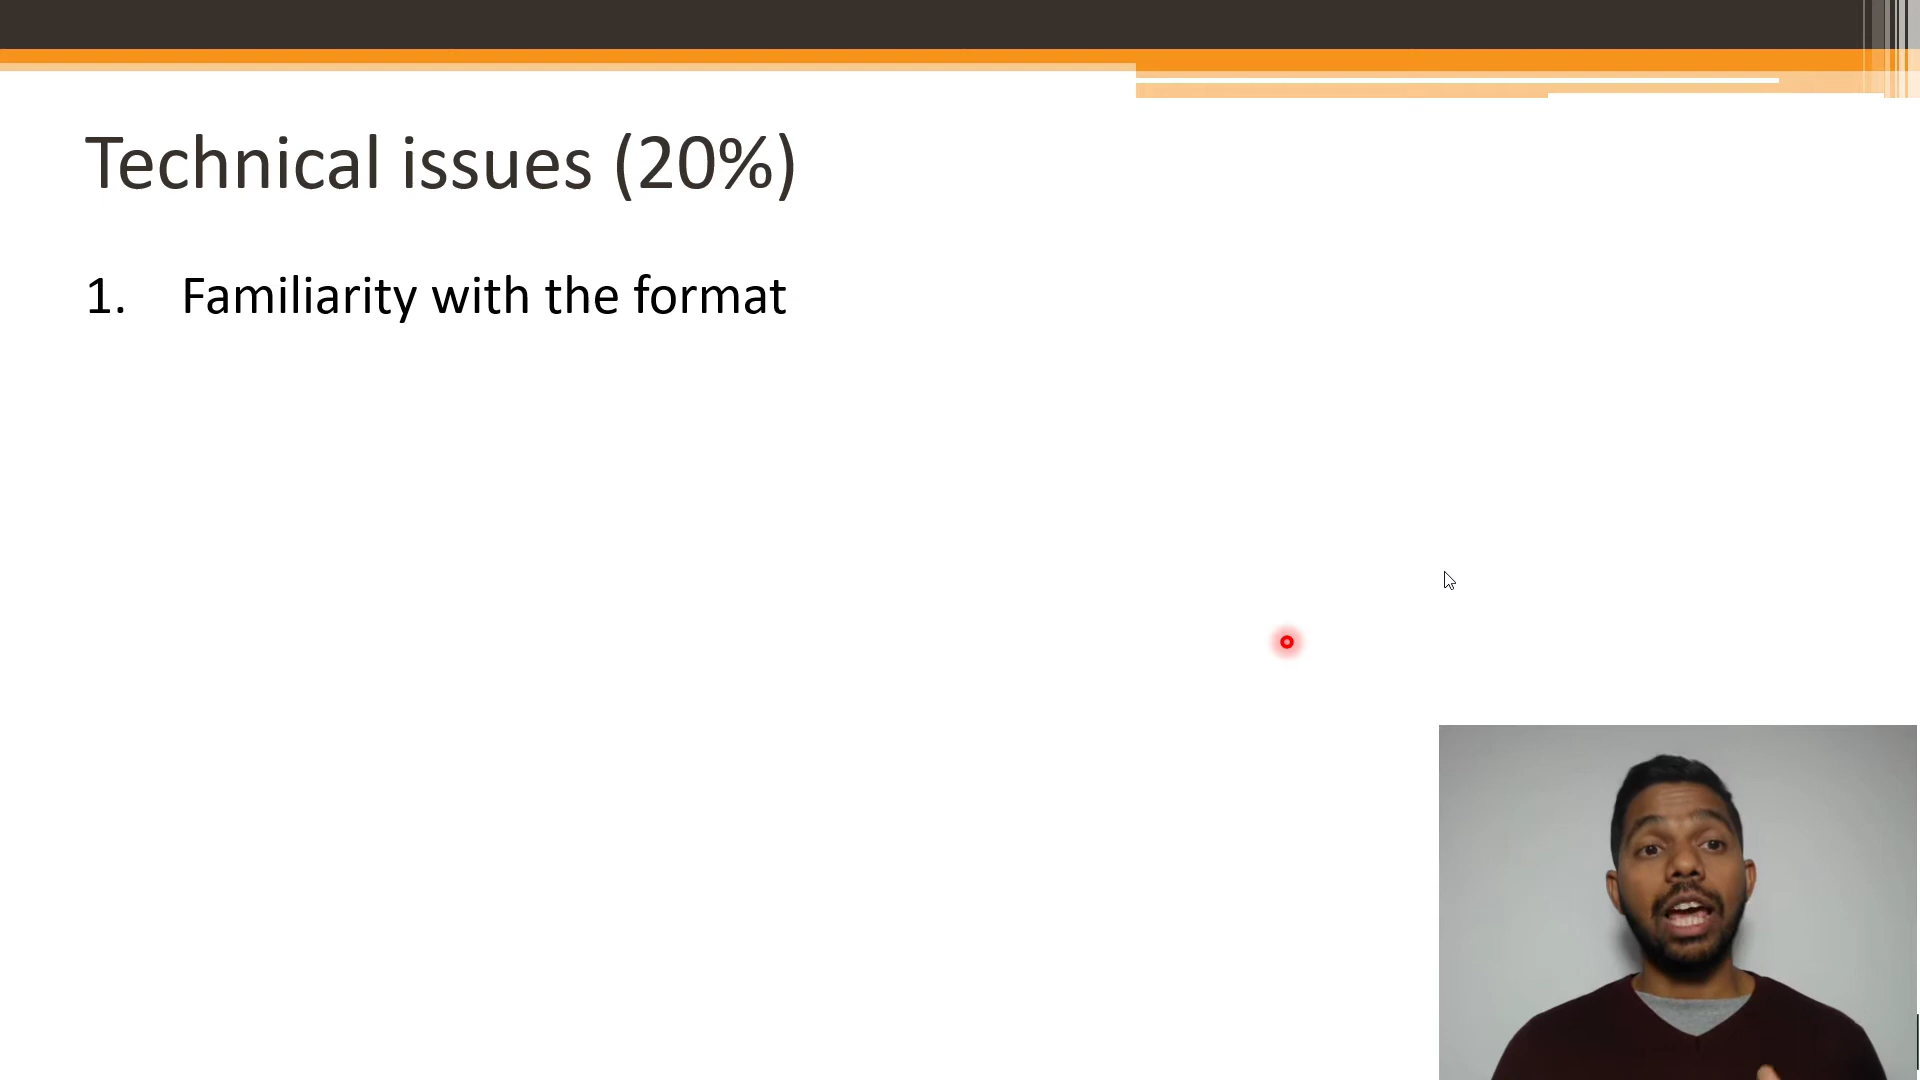 Technical issues (20%)
1. Familiarity with the format